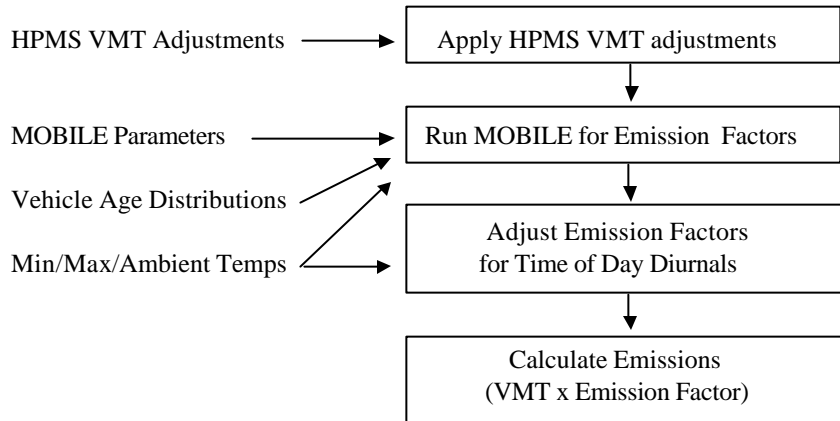 HPMS VMT Adjustments
Apply HPMS VMT adjustments
MOBILE Parameters
Run MOBILE for Emission Factors
Vehicle Age Distributions
Min/Max/Ambient Temps
Adjust Emission Factors
for Time of Day Diurnals
Calculate Emissions
(VMT x Emission Factor)